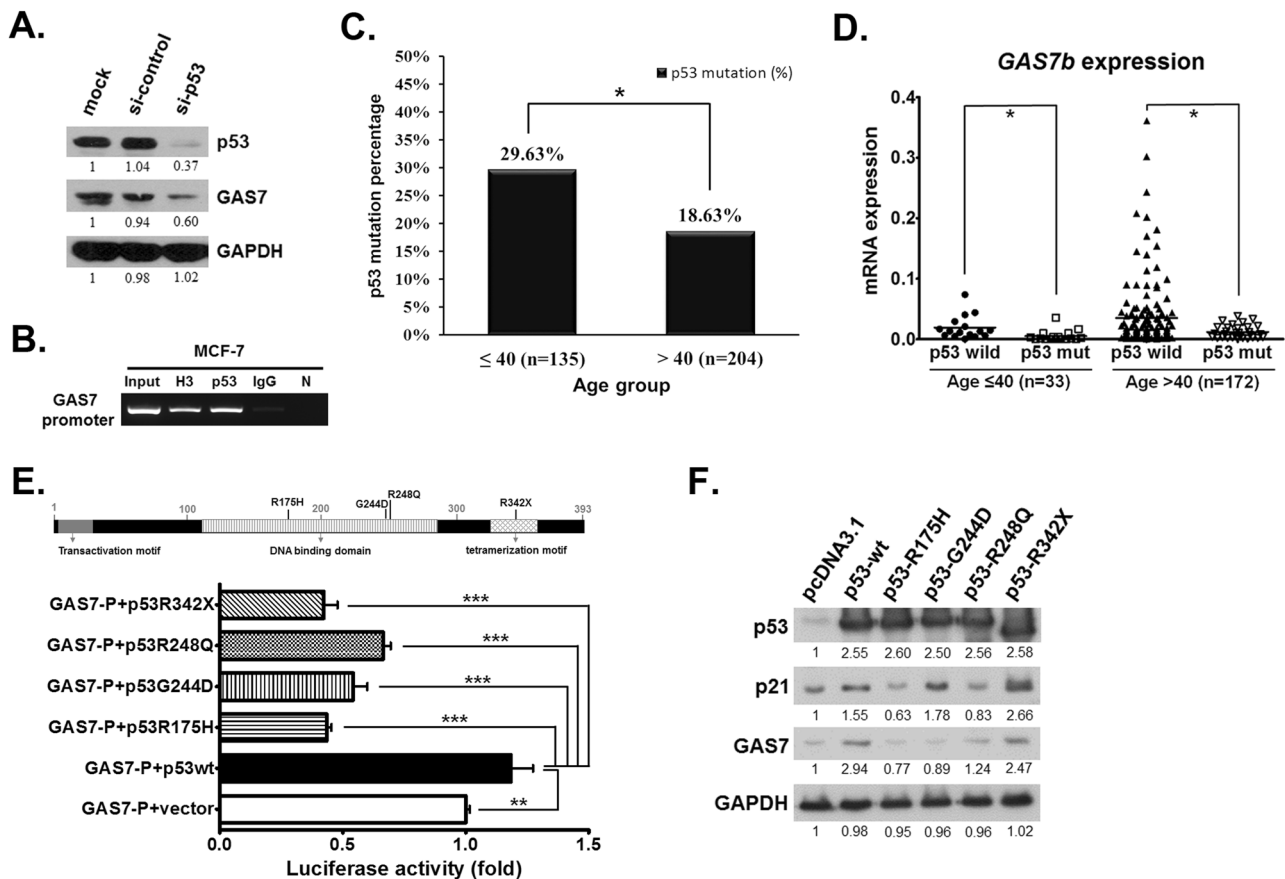 A.
mock
si-control
si-p53
p53
1 1.04 0.37
GAS7
1 0.94 0.60
GAPDH
1 0.98 1.02
B.
MCF-7
Input H3 p53 IgG N
GAS7
promoter
C.
p53 mutation (%)
p53 mutation percentage
50%
45%
40%
35%
30%
25%
20%
15%
10%
5%
0%
*
29.63%
18.63%
≤ 40 (n=135) > 40 (n=204)
Age group
D.
GAS7b expression
mRNA expression
0.4
0.3
0.2
0.1
0.0
* *
p53 wild p53 mut p53 wild p53 mut
Age ≤40 (n=33) Age >40 (n=172)
E.
R248Q
R175H G244D R342X
1 100 200 300 393
Transactivation motif DNA binding domain tetramerization motif
GAS7-P+p53R342X ***
GAS7-P+p53R248Q ***
GAS7-P+p53G244D ***
GAS7-P+p53R175H ***
GAS7-P+p53wt
GAS7-P+vector **
0.0 0.5 1.0 1.5
Luciferase activity (fold)
F.
pcDNA3.1
p53-wt
p53-R175H
p53-G244D
p53-R248Q
p53-R342X
p53
1 2.55 2.60 2.50 2.56 2.58
p21
1 1.55 0.63 1.78 0.83 2.66
GAS7
1 2.94 0.77 0.89 1.24 2.47
GAPDH
1 0.98 0.95 0.96 0.96 1.02